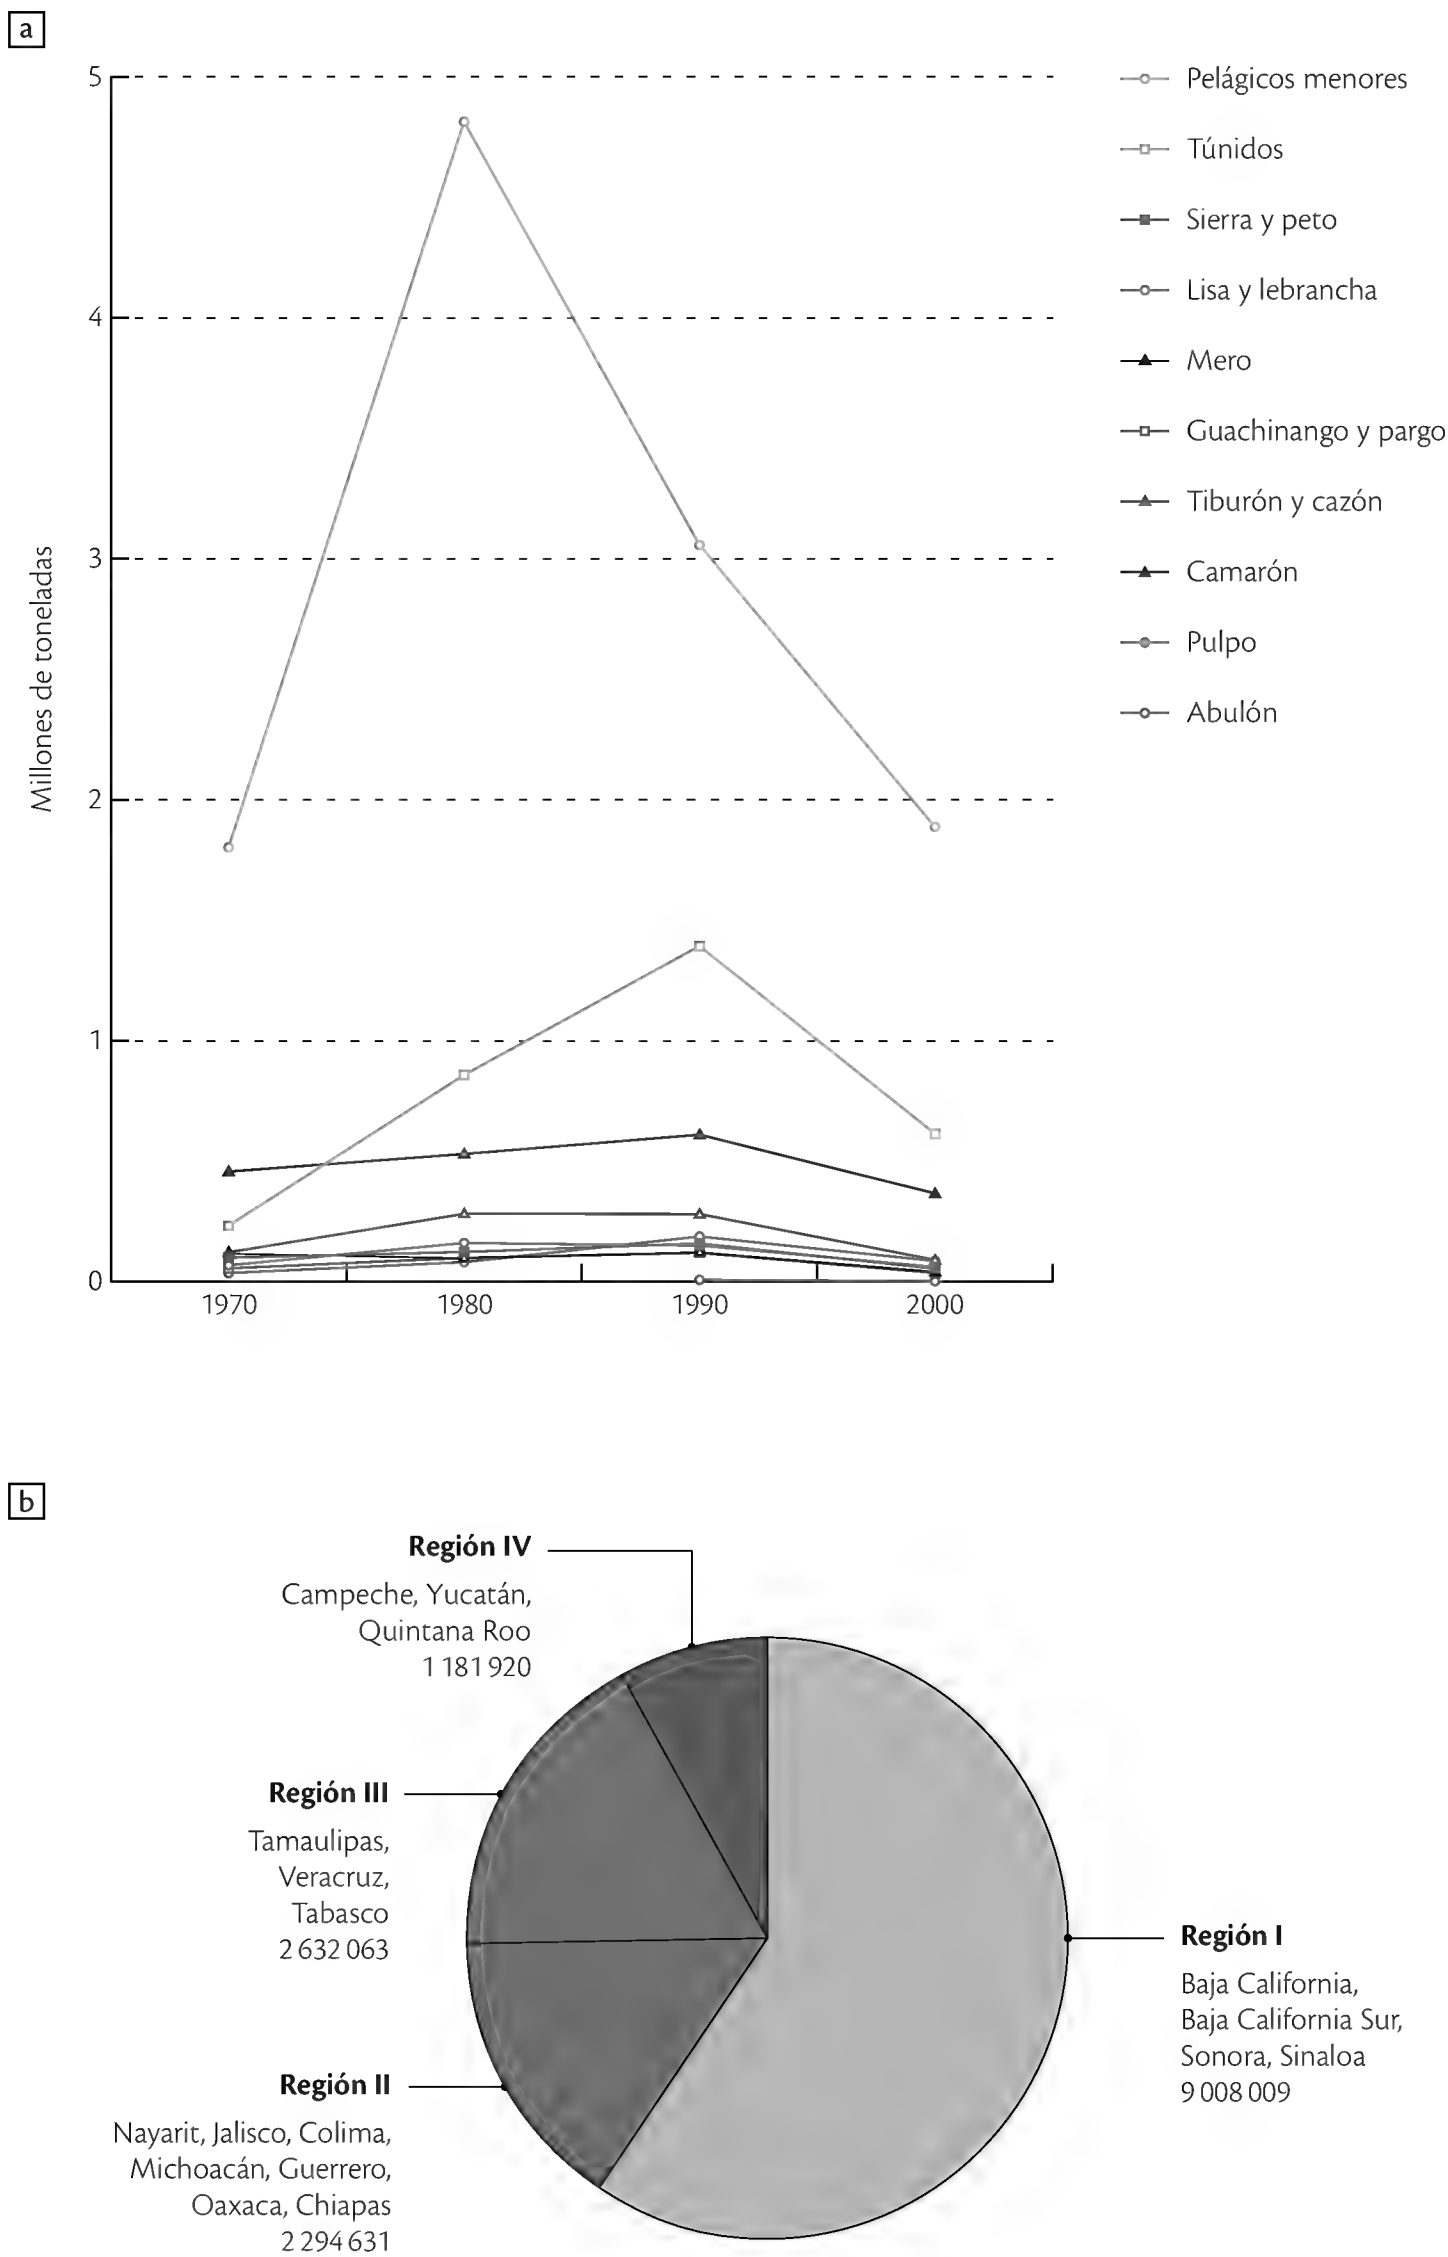 a
5
4
3
2
1
0
Millones de toneladas
1970 1980 1990 2000
Pelágicos menores
Túnidos
Sierra y peto
Lisa y lebrancha
Mero
Guachinango y pargo
Tiburón y cazón
Camarón
Pulpo
Abulón
b
Región IV
Campeche, Yucatán,
Quintana Roo
1 181 920
Región III
Tamaulipas,
Veracruz,
Tabasco
2 632 063
Región II
Nayarit, Jalisco, Colima,
Michoacán, Guerrero,
Oaxaca, Chiapas
2 294 631
Región I
Baja California,
Baja California Sur,
Sonora, Sinaloa
9 008 009